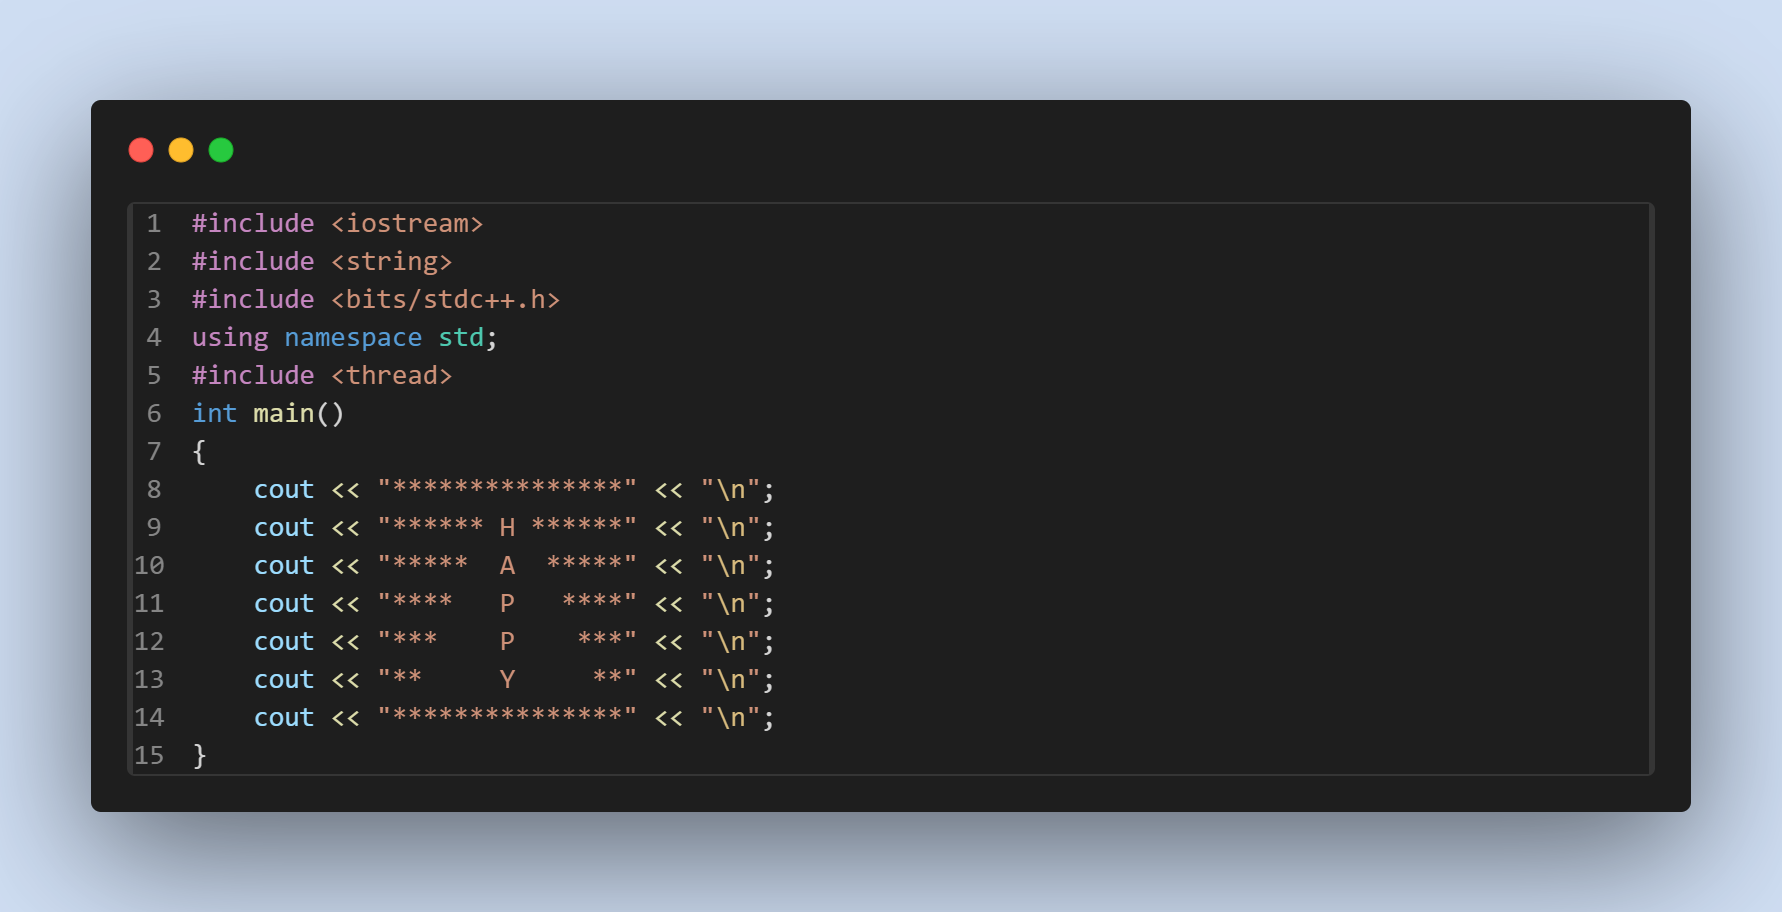 1 #include <iostream>
2 #include <string>
3 #include <bits/stdc++.h>
4 using namespace std;
5 #include <thread>
6 int main()
7 {
8     cout << "***************" << "\n";
9     cout << "****** H ******" << "\n";
10     cout << "*****  A  *****" << "\n";
11     cout << "****   P   ****" << "\n";
12     cout << "***    P    ***" << "\n";
13     cout << "**     Y     **" << "\n";
14     cout << "***************" << "\n";
15 }